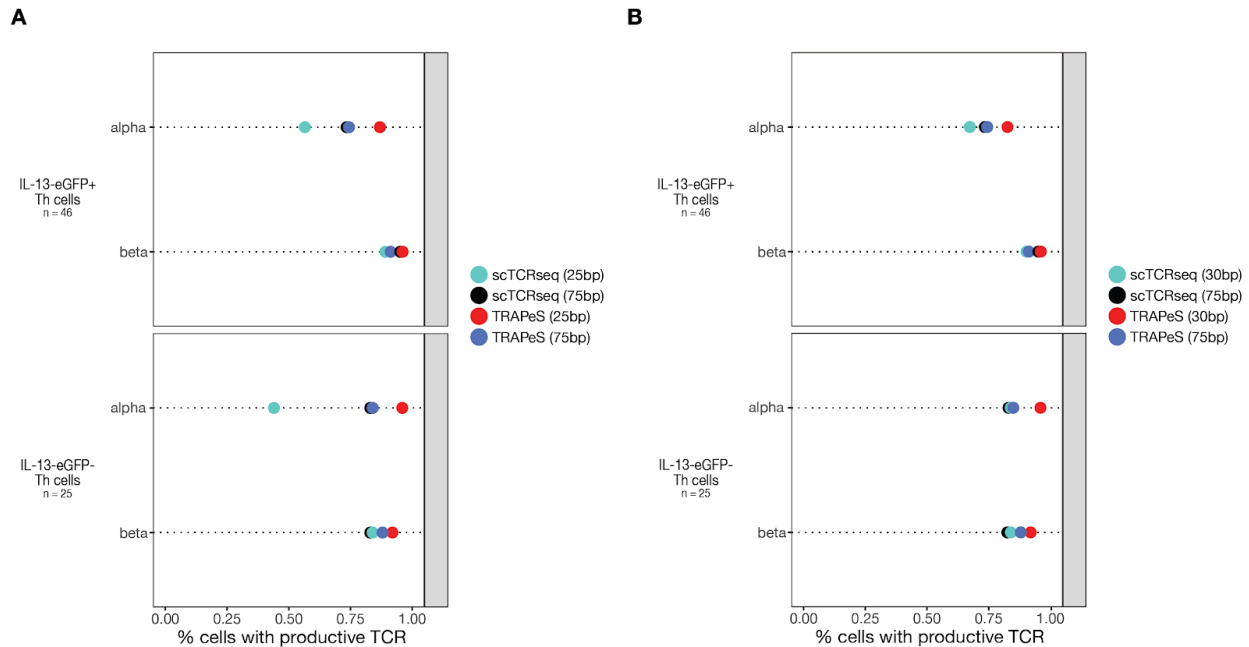 A
alpha
IL-13-eGFP+
Th cells
n = 46
beta
alpha
IL-13-eGFP-
Th cells
n = 25
beta
0.00 0.25 0.50 0.75 1.00
% cells with productive TCR
scTCRseq (25bp)
scTCRseq (75bp)
TRAPeS (25bp)
TRAPeS (75bp)
B
alpha
IL-13-eGFP+
Th cells
n = 46
beta
alpha
IL-13-eGFP-
Th cells
n = 25
beta
0.00 0.25 0.50 0.75 1.00
% cells with productive TCR
scTCRseq (30bp)
scTCRseq (75bp)
TRAPeS (30bp)
TRAPeS (75bp)